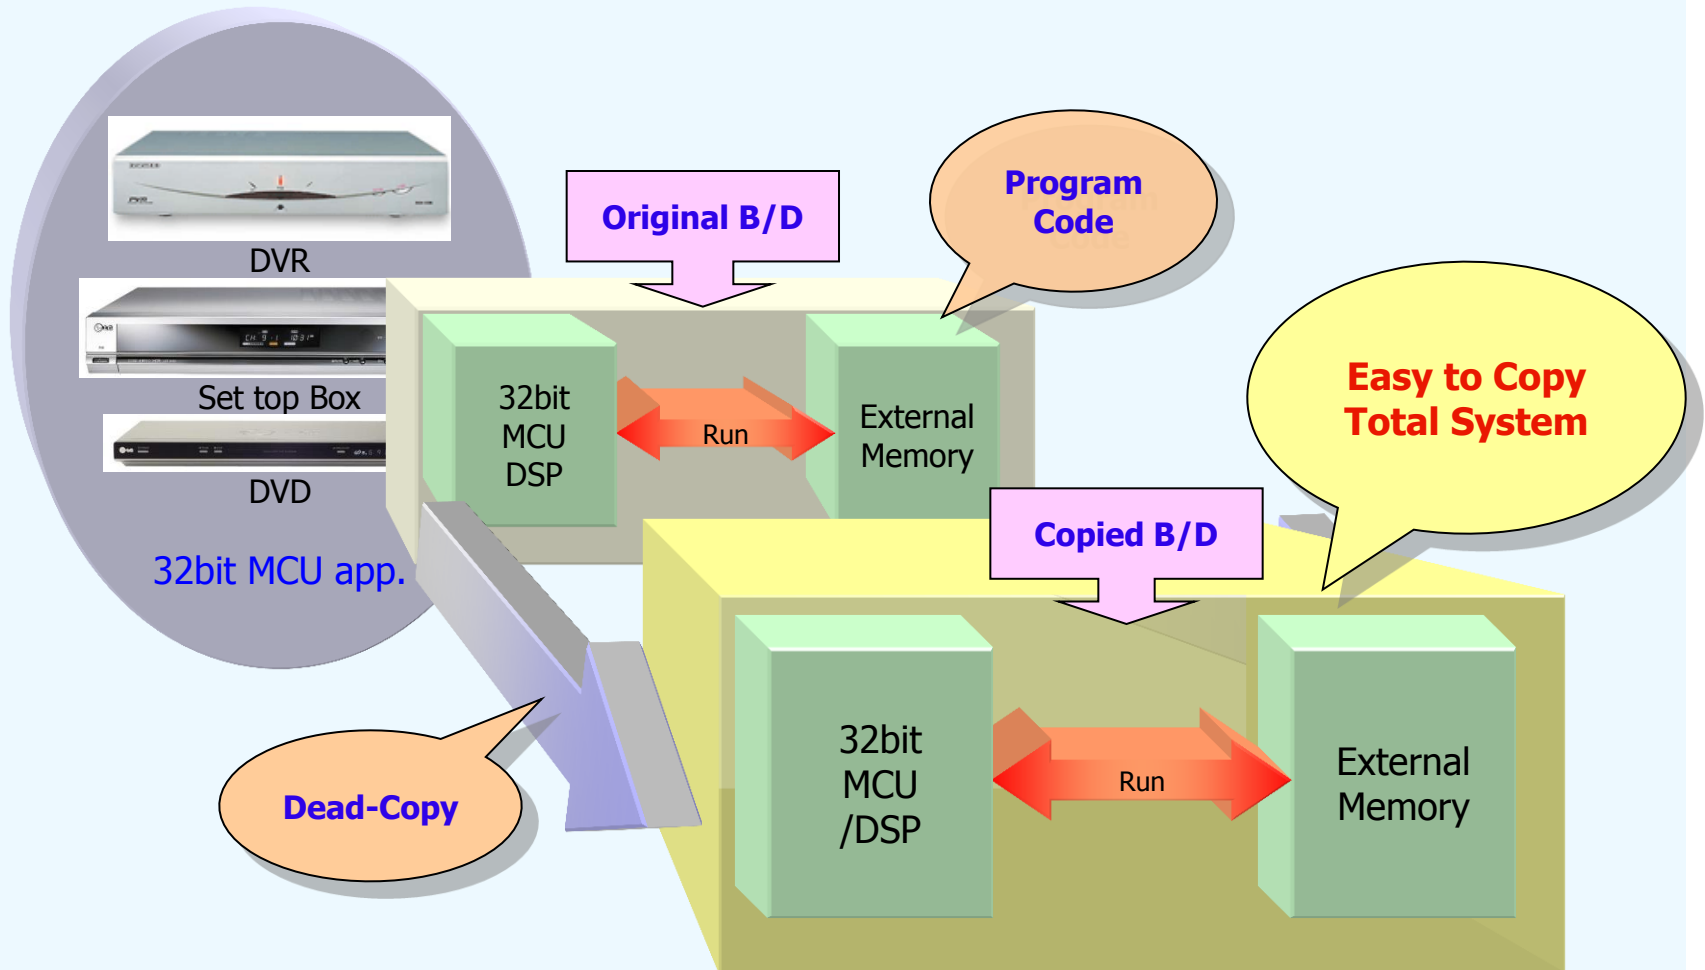 DVR
Set top Box
DVD
32bit MCU app.
Original B/D
Program
Code
32bit
MCU
DSP
Run
External
Memory
Copied B/D
Easy to Copy
Total System
Dead-Copy
32bit
MCU
/DSP
Run
External
Memory